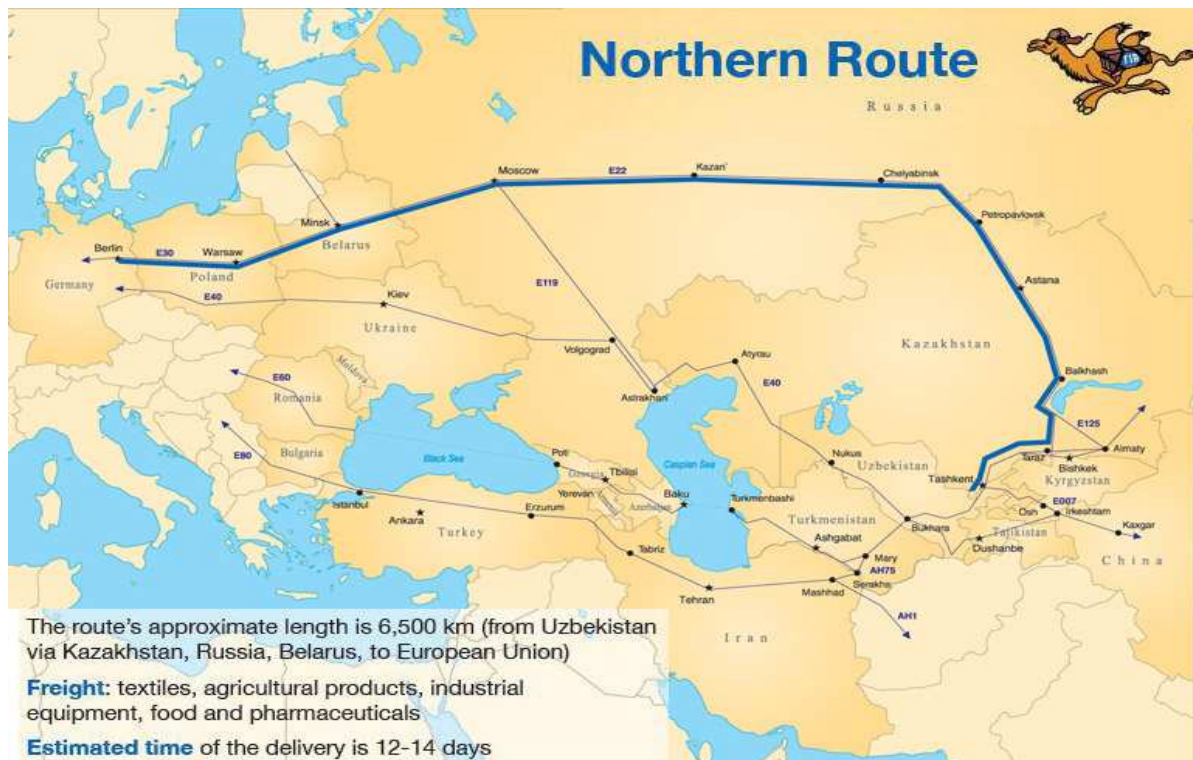 Northern Route
TIR
Russia
Moscow
E22
Kazan'
Chelyabinsk
Minsk
Belarus
Petropavlovsk
Berlin
E30
Warsaw
Poland
Germany
E40
Kiev
Ukraine
E119
Astana
Volgograd
Kazakhstan
Moldova
Atyrau
E60
Romania
Astrakhan
E40
Balkhash
E80
Bulgaria
Black Sea
Caspian Sea
E125
Poti
Georgia
Tbilisi
Nukus
Uzbekistan
Taraz
Bishkek
Almaty
Tashkent
Kyrgyzstan
Istanbul
Yerevan
Azerbaijan
Baku
Turkmenbashi
E007
Osh
Irkeshtam
Ankara
Erzurum
Turkey
Turkmenistan
Bukhara
Tajikistan
Kaxgar
Tabriz
Ashgabat
Dushanbe
China
Mary
AH75
Serakhs
Tehran
Mashhad
AH1
Iran
The route's approximate length is 6,500 km (from Uzbekistan
via Kazakhstan, Russia, Belarus, to European Union)
Freight: textiles, agricultural products, industrial
equipment, food and pharmaceuticals
Estimated time of the delivery is 12-14 days